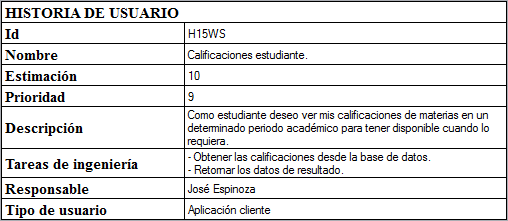 HISTORIA DE USUARIO
Id H15WS
Nombre Calificaciones estudiante.
Estimación 10
Prioridad 9
Descripción Como estudiante deseo ver mis calificaciones de materias en un
determinado periodo académico para tener disponible cuando lo
requiera.
Tareas de ingeniería - Obtener las calificaciones desde la base de datos.
- Retornar los datos de resultado.
Responsable José Espinoza
Tipo de usuario Aplicación cliente